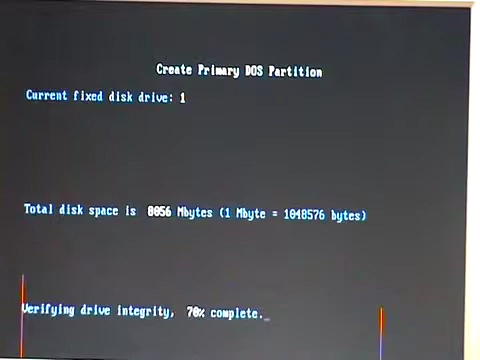 Create Primary DOS Partition
Current fixed disk drive: 1
Total disk space is 8056 Mbytes (1 Mbyte = 1048576 bytes)
Verifying drive integrity, 70% complete._